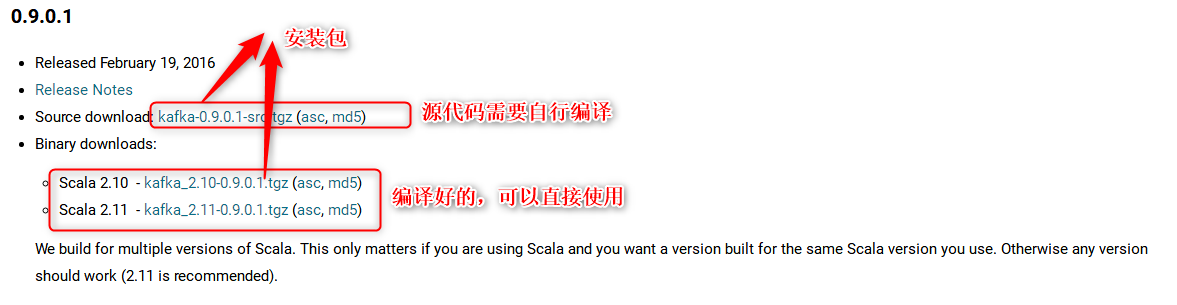 0.9.0.1
安装包
Released February 19, 2016
Release Notes
Source download: kafka-0.9.0.1-src.tgz (asc, md5)
源代码需要自行编译
Binary downloads:
Scala 2.10 - kafka_2.10-0.9.0.1.tgz (asc, md5)
Scala 2.11 - kafka_2.11-0.9.0.1.tgz (asc, md5)
编译好的，可以直接使用
We build for multiple versions of Scala. This only matters if you are using Scala and you want a version built for the same Scala version you use. Otherwise any version
should work (2.11 is recommended).